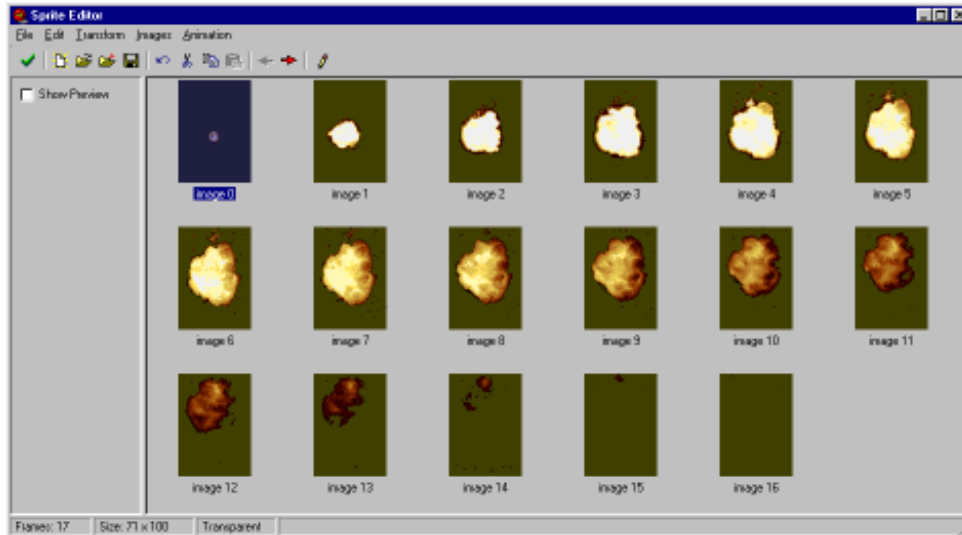 Sprite Editor
File Edit Transform Images Animation
Show Preview
image 0 image 1 image 2 image 3 image 4 image 5
image 6 image 7 image 8 image 9 image 10 image 11
image 12 image 13 image 14 image 15 image 16
Frames: 17 Size: 71 x 100 Transparent